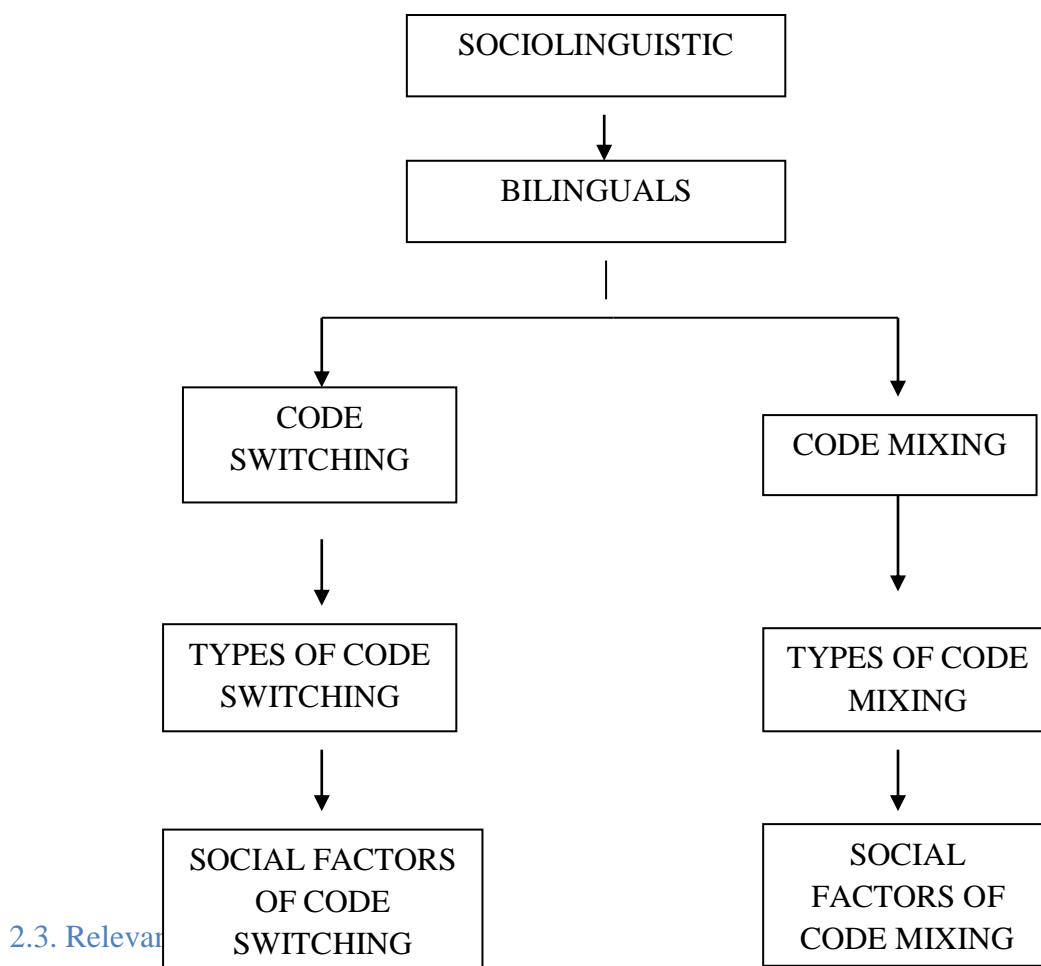 SOCIOLINGUISTIC
BILINGUALS
CODE
SWITCHING
CODE MIXING
TYPES OF CODE
SWITCHING
TYPES OF CODE
MIXING
SOCIAL FACTORS
OF CODE
SWITCHING
SOCIAL
FACTORS OF
CODE MIXING
2.3.